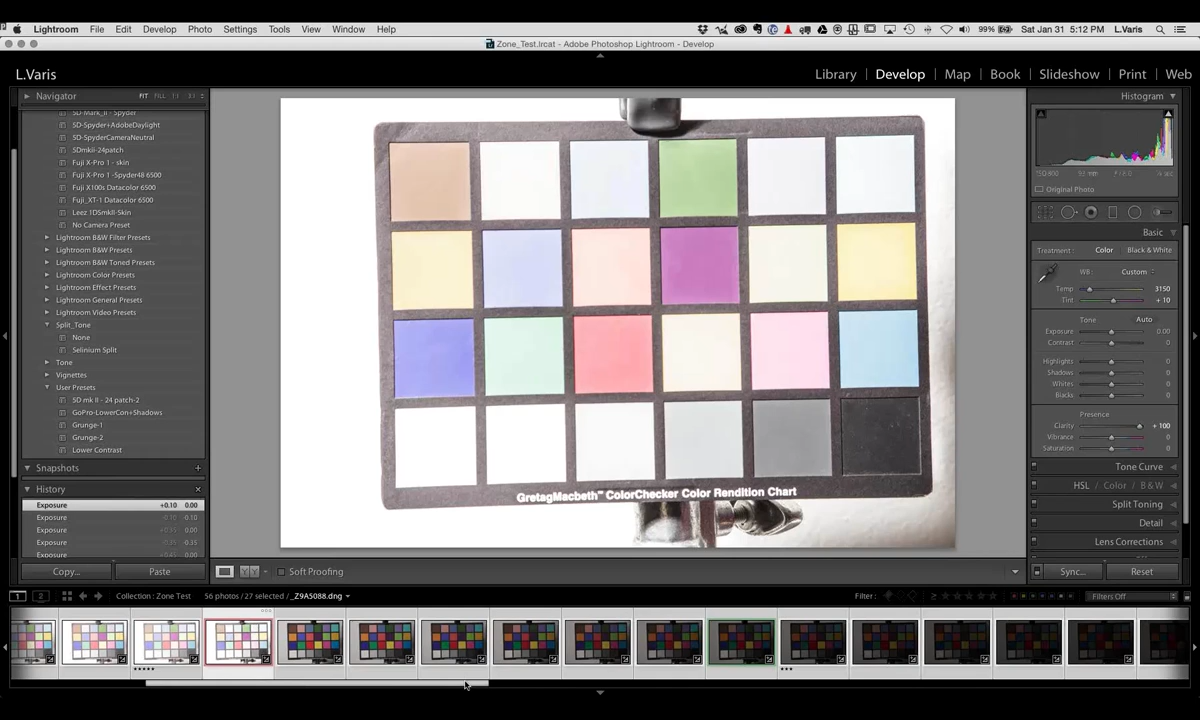 Lightroom File Edit Develop Photo Settings Tools View Window Help 99% Sat Jan 31 5:12 PM L.Varis
Zone_Test.lrcat - Adobe Photoshop Lightroom - Develop
L.Varis Library Develop Map Book Slideshow Print Web
Navigator FIT FILL 1:1 Histogram
5D-Mark_II - Spyder
5D-Spyder+AdobeDaylight
5D-SpyderCameraNeutral
5Dmkii-24patch
Fuji X-Pro 1 - skin
Fuji X-Pro 1 -Spyder48 6500
Fuji X100s Datacolor 6500
Fuji_XT-1 Datacolor 6500
Leez 1DSmkII-Skin
No Camera Preset
Lightroom B&W Filter Presets
Lightroom B&W Presets
Lightroom B&W Toned Presets
Lightroom Color Presets
Lightroom Effect Presets
Lightroom General Presets
Lightroom Video Presets
Split_Tone
None
Selinium Split
Tone
Vignettes
User Presets
5D mk II - 24 patch-2
GoPro-LowerCon+Shadows
Grunge-1
Grunge-2
Lower Contrast
Snapshots +
History ×
Exposure +0.10 0.00
Exposure
Exposure
Exposure
Exposure
Copy... Paste
GretagMacbeth™ ColorChecker Color Rendition Chart
Original Photo
Basic
Treatment: Color Black & White
WB: Custom
Temp 3150
Tint + 10
Tone Auto
Exposure 0.00
Contrast 0
Highlights 0
Shadows 0
Whites 0
Blacks 0
Presence
Clarity + 100
Vibrance 0
Saturation 0
Tone Curve
HSL / Color / B & W
Split Toning
Detail
Lens Corrections
Soft Proofing Sync... Reset
1 2 Collection: Zone Test 56 photos / 27 selected / _Z9A5088.dng Filter: Filters Off